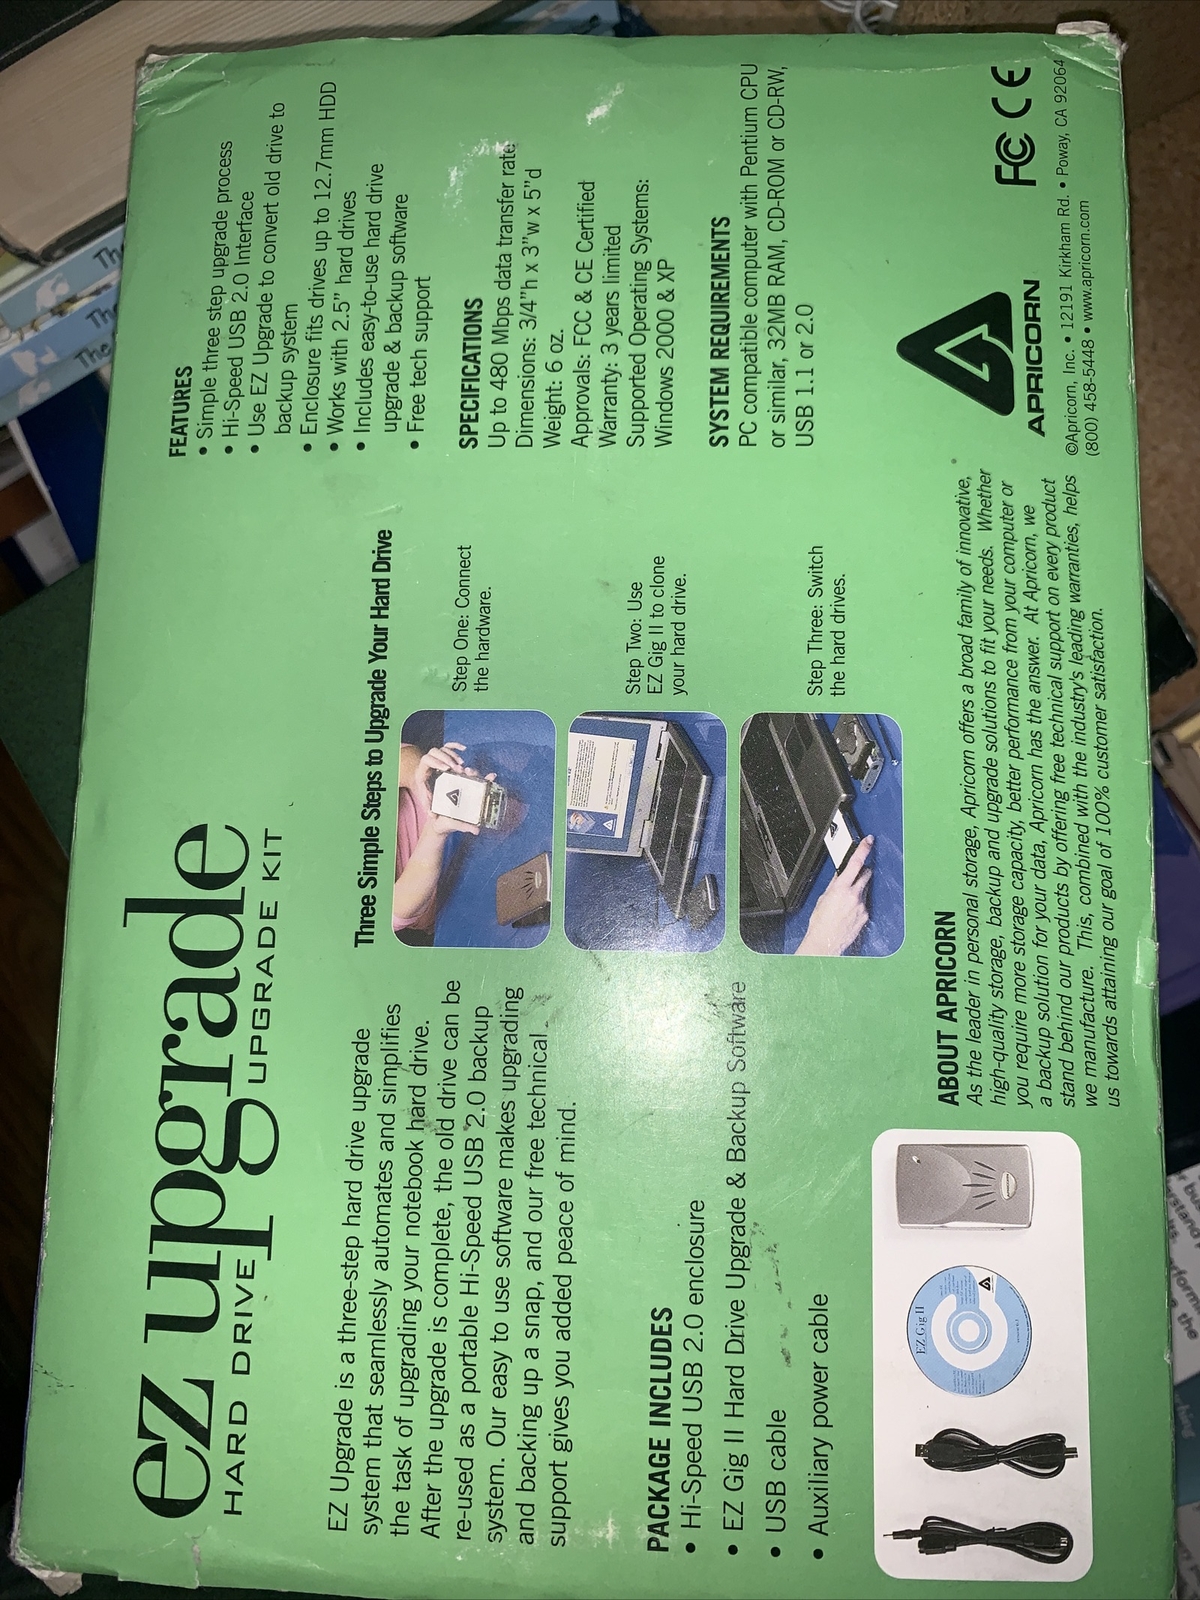 ez upgrade
HARD DRIVE UPGRADE KIT
EZ Upgrade is a three-step hard drive upgrade
system that seamlessly automates and simplifies
the task of upgrading your notebook hard drive.
After the upgrade is complete, the old drive can be
re-used as a portable Hi-Speed USB 2.0 backup
system. Our easy to use software makes upgrading
and backing up a snap, and our free technical
support gives you added peace of mind.
PACKAGE INCLUDES
• Hi-Speed USB 2.0 enclosure
• EZ Gig II Hard Drive Upgrade & Backup Software
• USB cable
• Auxiliary power cable
EZ Gig II
Three Simple Steps to Upgrade Your Hard Drive
Step One: Connect
the hardware.
Step Two: Use
EZ Gig II to clone
your hard drive.
Step Three: Switch
the hard drives.
ABOUT APRICORN
As the leader in personal storage, Apricorn offers a broad family of innovative,
high-quality storage, backup and upgrade solutions to fit your needs. Whether
you require more storage capacity, better performance from your computer or
a backup solution for your data, Apricorn has the answer. At Apricorn, we
stand behind our products by offering free technical support on every product
we manufacture. This, combined with the industry's leading warranties, helps
us towards attaining our goal of 100% customer satisfaction.
FEATURES
• Simple three step upgrade process
• Hi-Speed USB 2.0 Interface
• Use EZ Upgrade to convert old drive to
backup system
• Enclosure fits drives up to 12.7mm HDD
• Works with 2.5" hard drives
• Includes easy-to-use hard drive
upgrade & backup software
• Free tech support
SPECIFICATIONS
Up to 480 Mbps data transfer rate
Dimensions: 3/4"h x 3"w x 5"d
Weight: 6 oz.
Approvals: FCC & CE Certified
Warranty: 3 years limited
Supported Operating Systems:
Windows 2000 & XP
SYSTEM REQUIREMENTS
PC compatible computer with Pentium CPU
or similar, 32MB RAM, CD-ROM or CD-RW,
USB 1.1 or 2.0
APRICORN
FC CE
©Apricorn, Inc. • 12191 Kirkham Rd. • Poway, CA 92064
(800) 458-5448 • www.apricorn.com
The
The
The